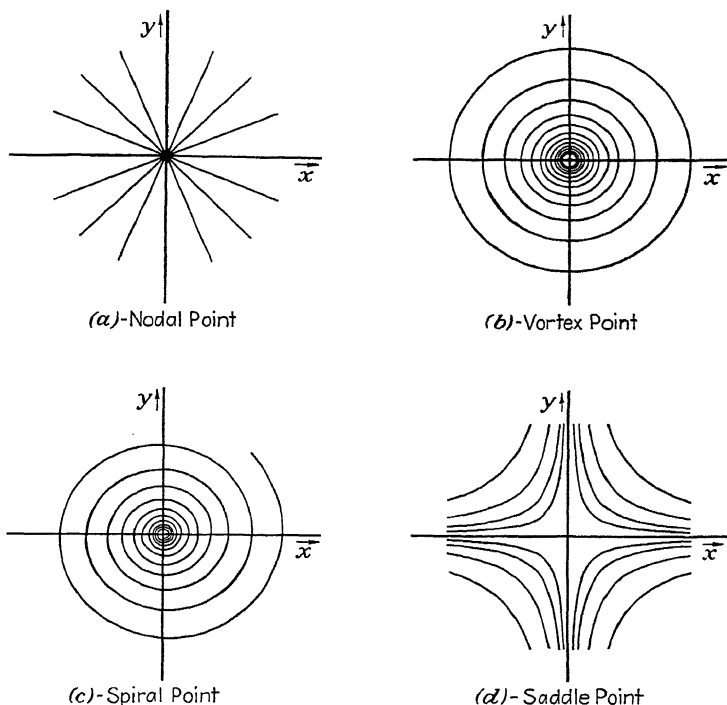 y
x
(a)-Nodal Point
y
x
(b)-Vortex Point
y
x
(c)-Spiral Point
y
x
(d)-Saddle Point